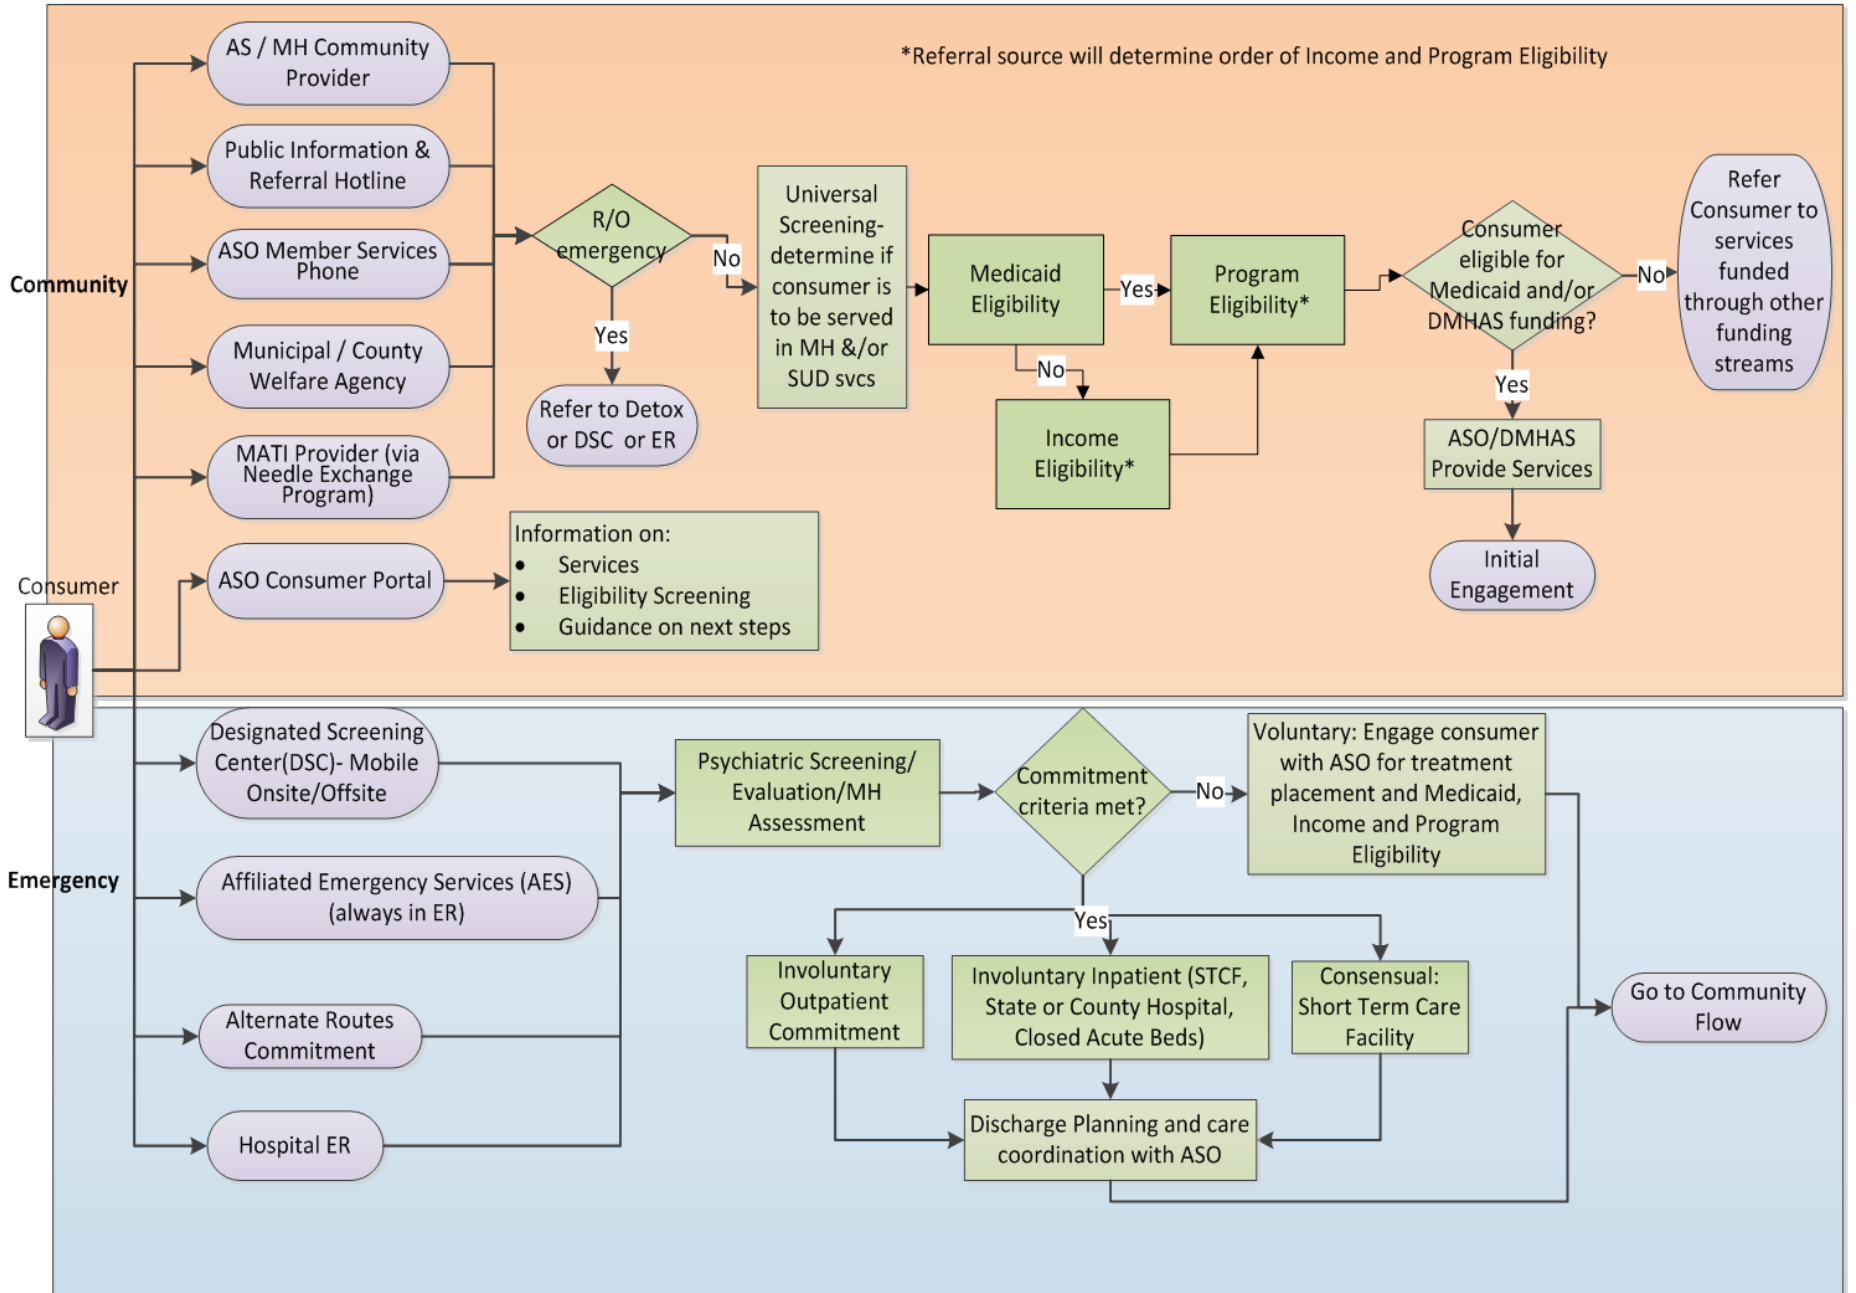 *Referral source will determine order of Income and Program Eligibility
Community
Consumer
AS / MH Community
Provider
Public Information &
Referral Hotline
ASO Member Services
Phone
Municipal / County
Welfare Agency
MATI Provider (via
Needle Exchange
Program)
ASO Consumer Portal
Information on:
• Services
• Eligibility Screening
• Guidance on next steps
R/O
emergency
No
Yes
Refer to Detox
or DSC or ER
Universal
Screening-
determine if
consumer is
to be served
in MH &/or
SUD svcs
Medicaid
Eligibility
Yes
No
Income
Eligibility*
Program
Eligibility*
Consumer
eligible for
Medicaid and/or
DMHAS funding?
No
Refer
Consumer to
services
funded
through other
funding
streams
Yes
ASO/DMHAS
Provide Services
Initial
Engagement
Emergency
Designated Screening
Center(DSC)- Mobile
Onsite/Offsite
Affiliated Emergency Services (AES)
(always in ER)
Alternate Routes
Commitment
Hospital ER
Psychiatric Screening/
Evaluation/MH
Assessment
Commitment
criteria met?
No
Voluntary: Engage consumer
with ASO for treatment
placement and Medicaid,
Income and Program
Eligibility
Yes
Involuntary
Outpatient
Commitment
Involuntary Inpatient (STCF,
State or County Hospital,
Closed Acute Beds)
Consensual:
Short Term Care
Facility
Discharge Planning and care
coordination with ASO
Go to Community
Flow